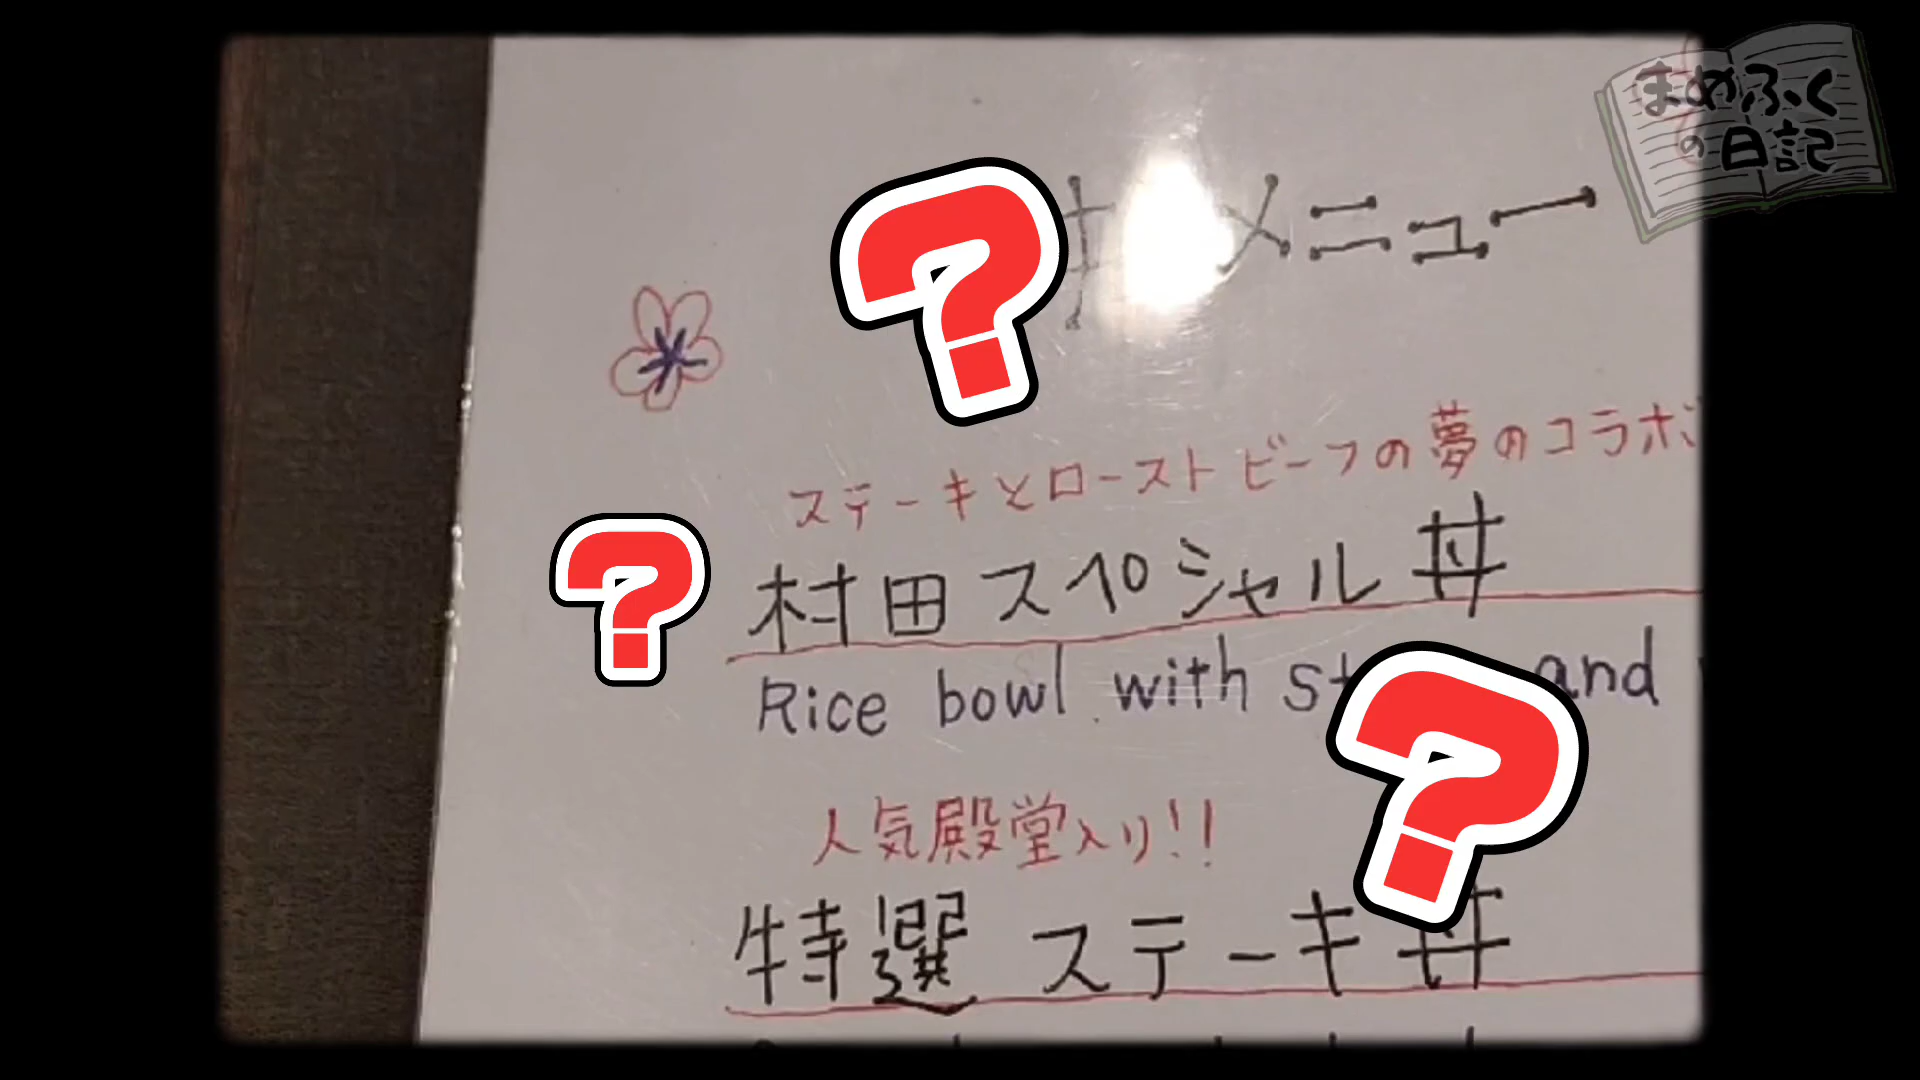 まめふく
の日記
丼メニュー
ステーキとローストビーフの夢のコラボ
村田スペシャル丼
Rice bowl with and
人気殿堂入り!!
特選ステーキ丼